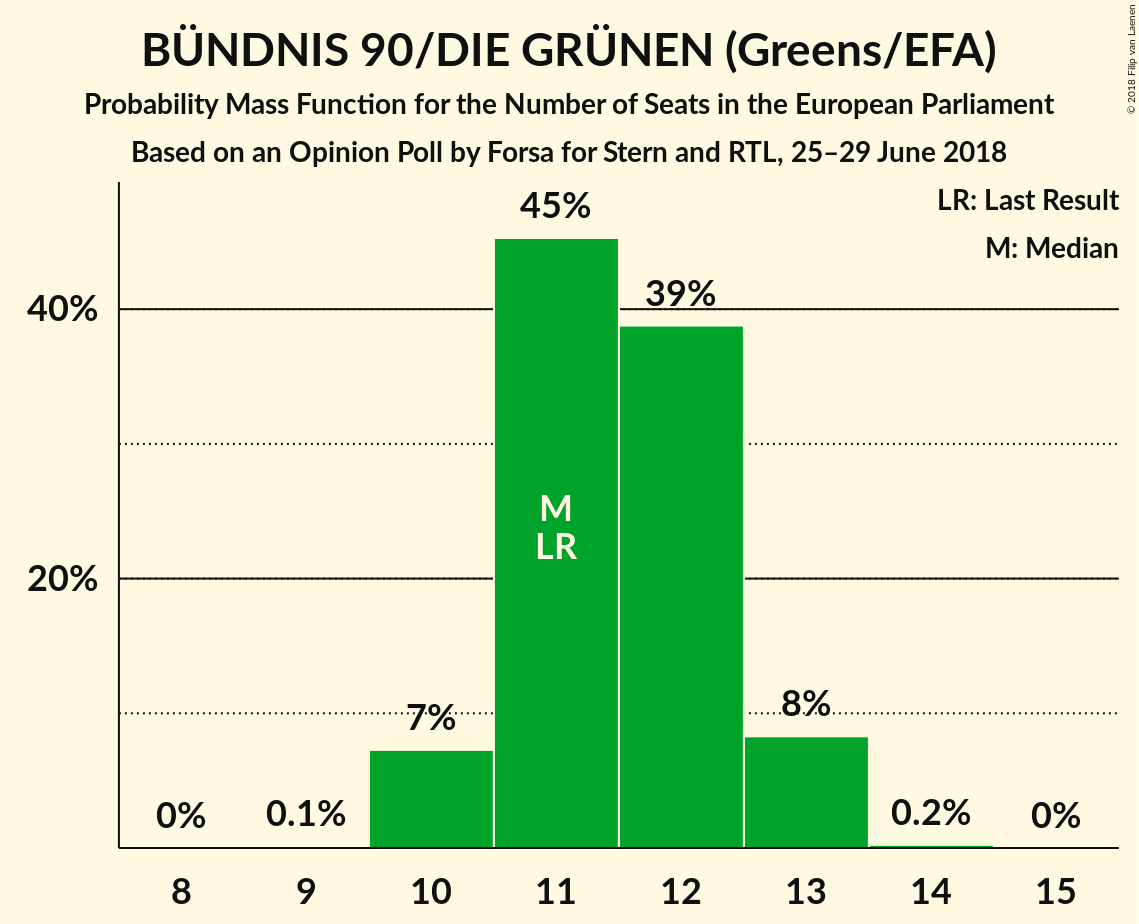 BÜNDNIS 90/DIE GRÜNEN (Greens/EFA)
Probability Mass Function for the Number of Seats in the European Parliament
Based on an Opinion Poll by Forsa for Stern and RTL, 25–29 June 2018
© 2018 Filip van Laenen
LR: Last Result
M: Median
45%
39%
40%
M
LR
20%
7%
8%
0%
0.1%
0.2%
0%
8 9 10 11 12 13 14 15